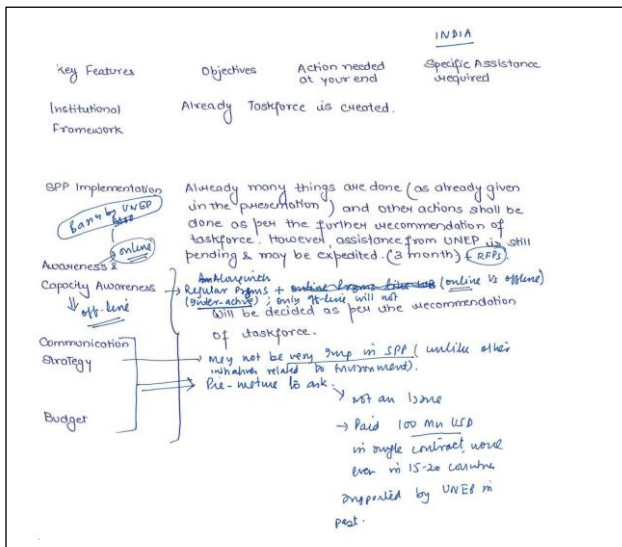 INDIA
Key Features Objectives Action needed at your end Specific Assistance required
Institutional Framework Already Taskforce is created.
SPP Implementation Already many things are done (as already given
in the presentation) and other actions shall be
done as per the further recommendation of
taskforce. However, assistance from UNEP is still
pending & may be expedited. (3 month) RFPs
by UNEP
online
Awareness &
Capacity Awareness
off-line
Regular Prgms + (online vs offline)
(Inter-active) ; only off-line will not
will be decided as per the recommendation
of taskforce.
Communication
Strategy
may not be very imp in SPP (unlike other
initiatives related to Environment).
Pre-mature to ask.
Budget
not an Issue
Paid 100 mn USD
in single contract, none
even in 15-20 countries
supported by UNEP in
past.